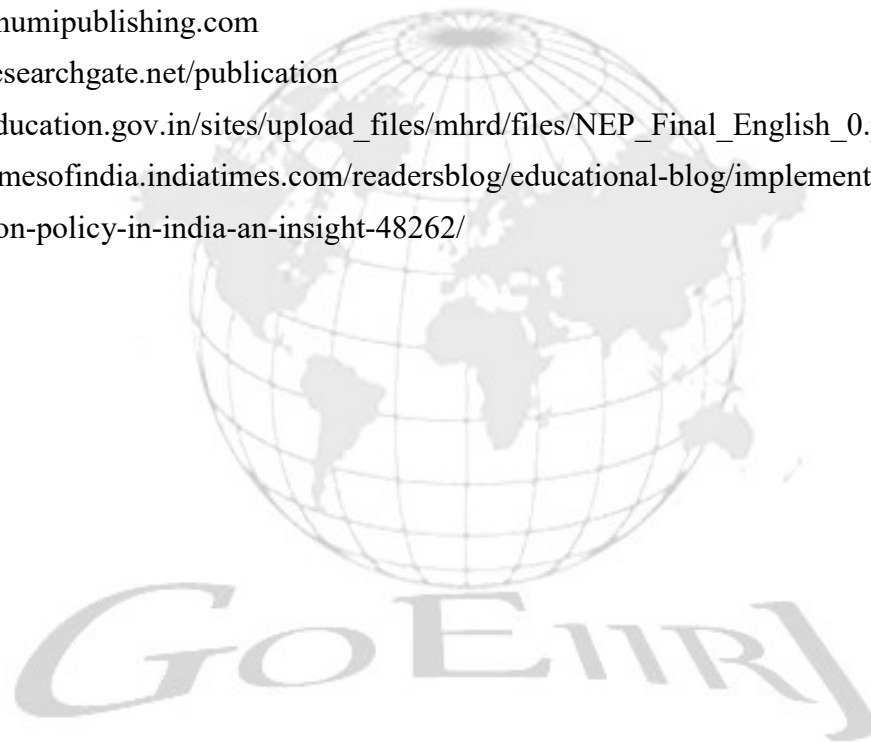 humipublishing.com
esearchgate.net/publication
ducation.gov.in/sites/upload_files/mhrd/files/NEP_Final_English_0.
mesofindia.indiatimes.com/readersblog/educational-blog/implement
on-policy-in-india-an-insight-48262/
GOEIIRJ